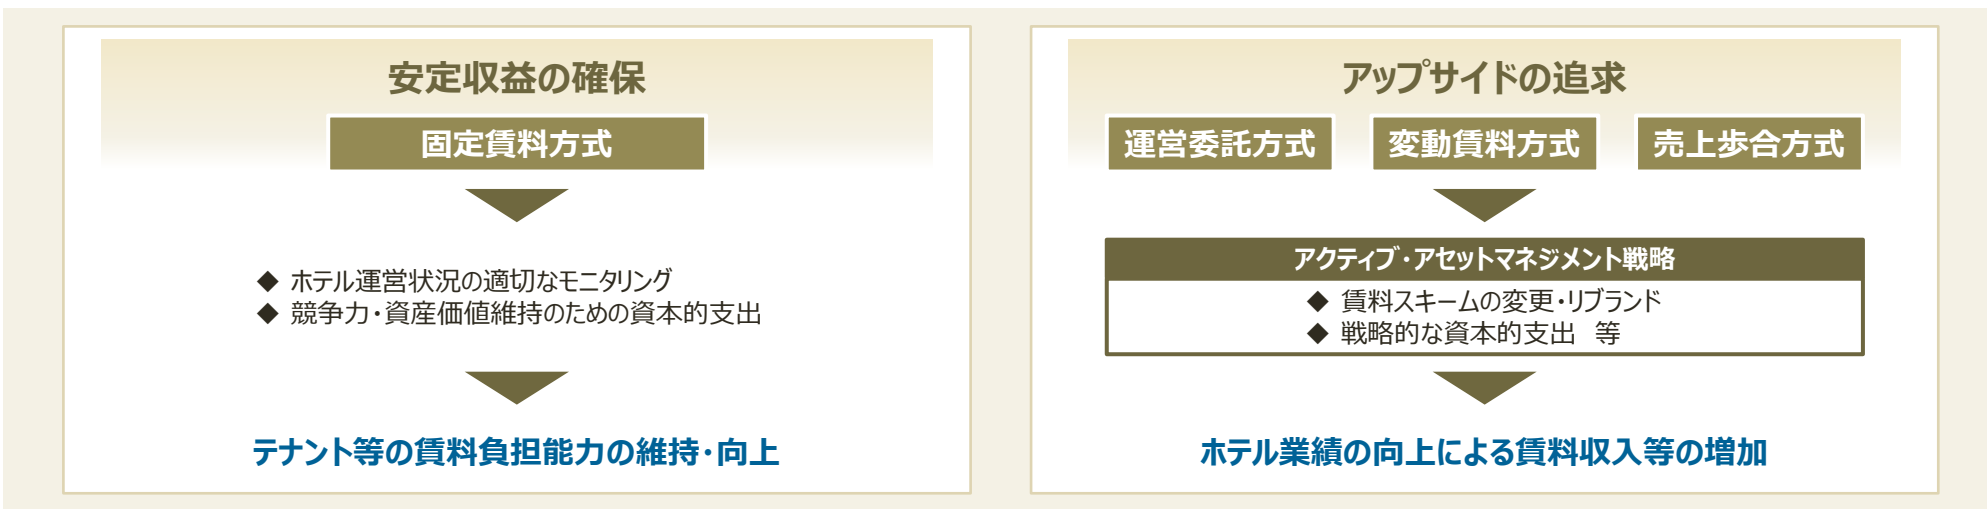 安定収益の確保
固定賃料方式
◆ ホテル運営状況の適切なモニタリング
◆ 競争力・資産価値維持のための資本的支出
テナント等の賃料負担能力の維持・向上
アップサイドの追求
運営委託方式 変動賃料方式 売上歩合方式
アクティブ・アセットマネジメント戦略
◆ 賃料スキームの変更・リブランド
◆ 戦略的な資本的支出 等
ホテル業績の向上による賃料収入等の増加